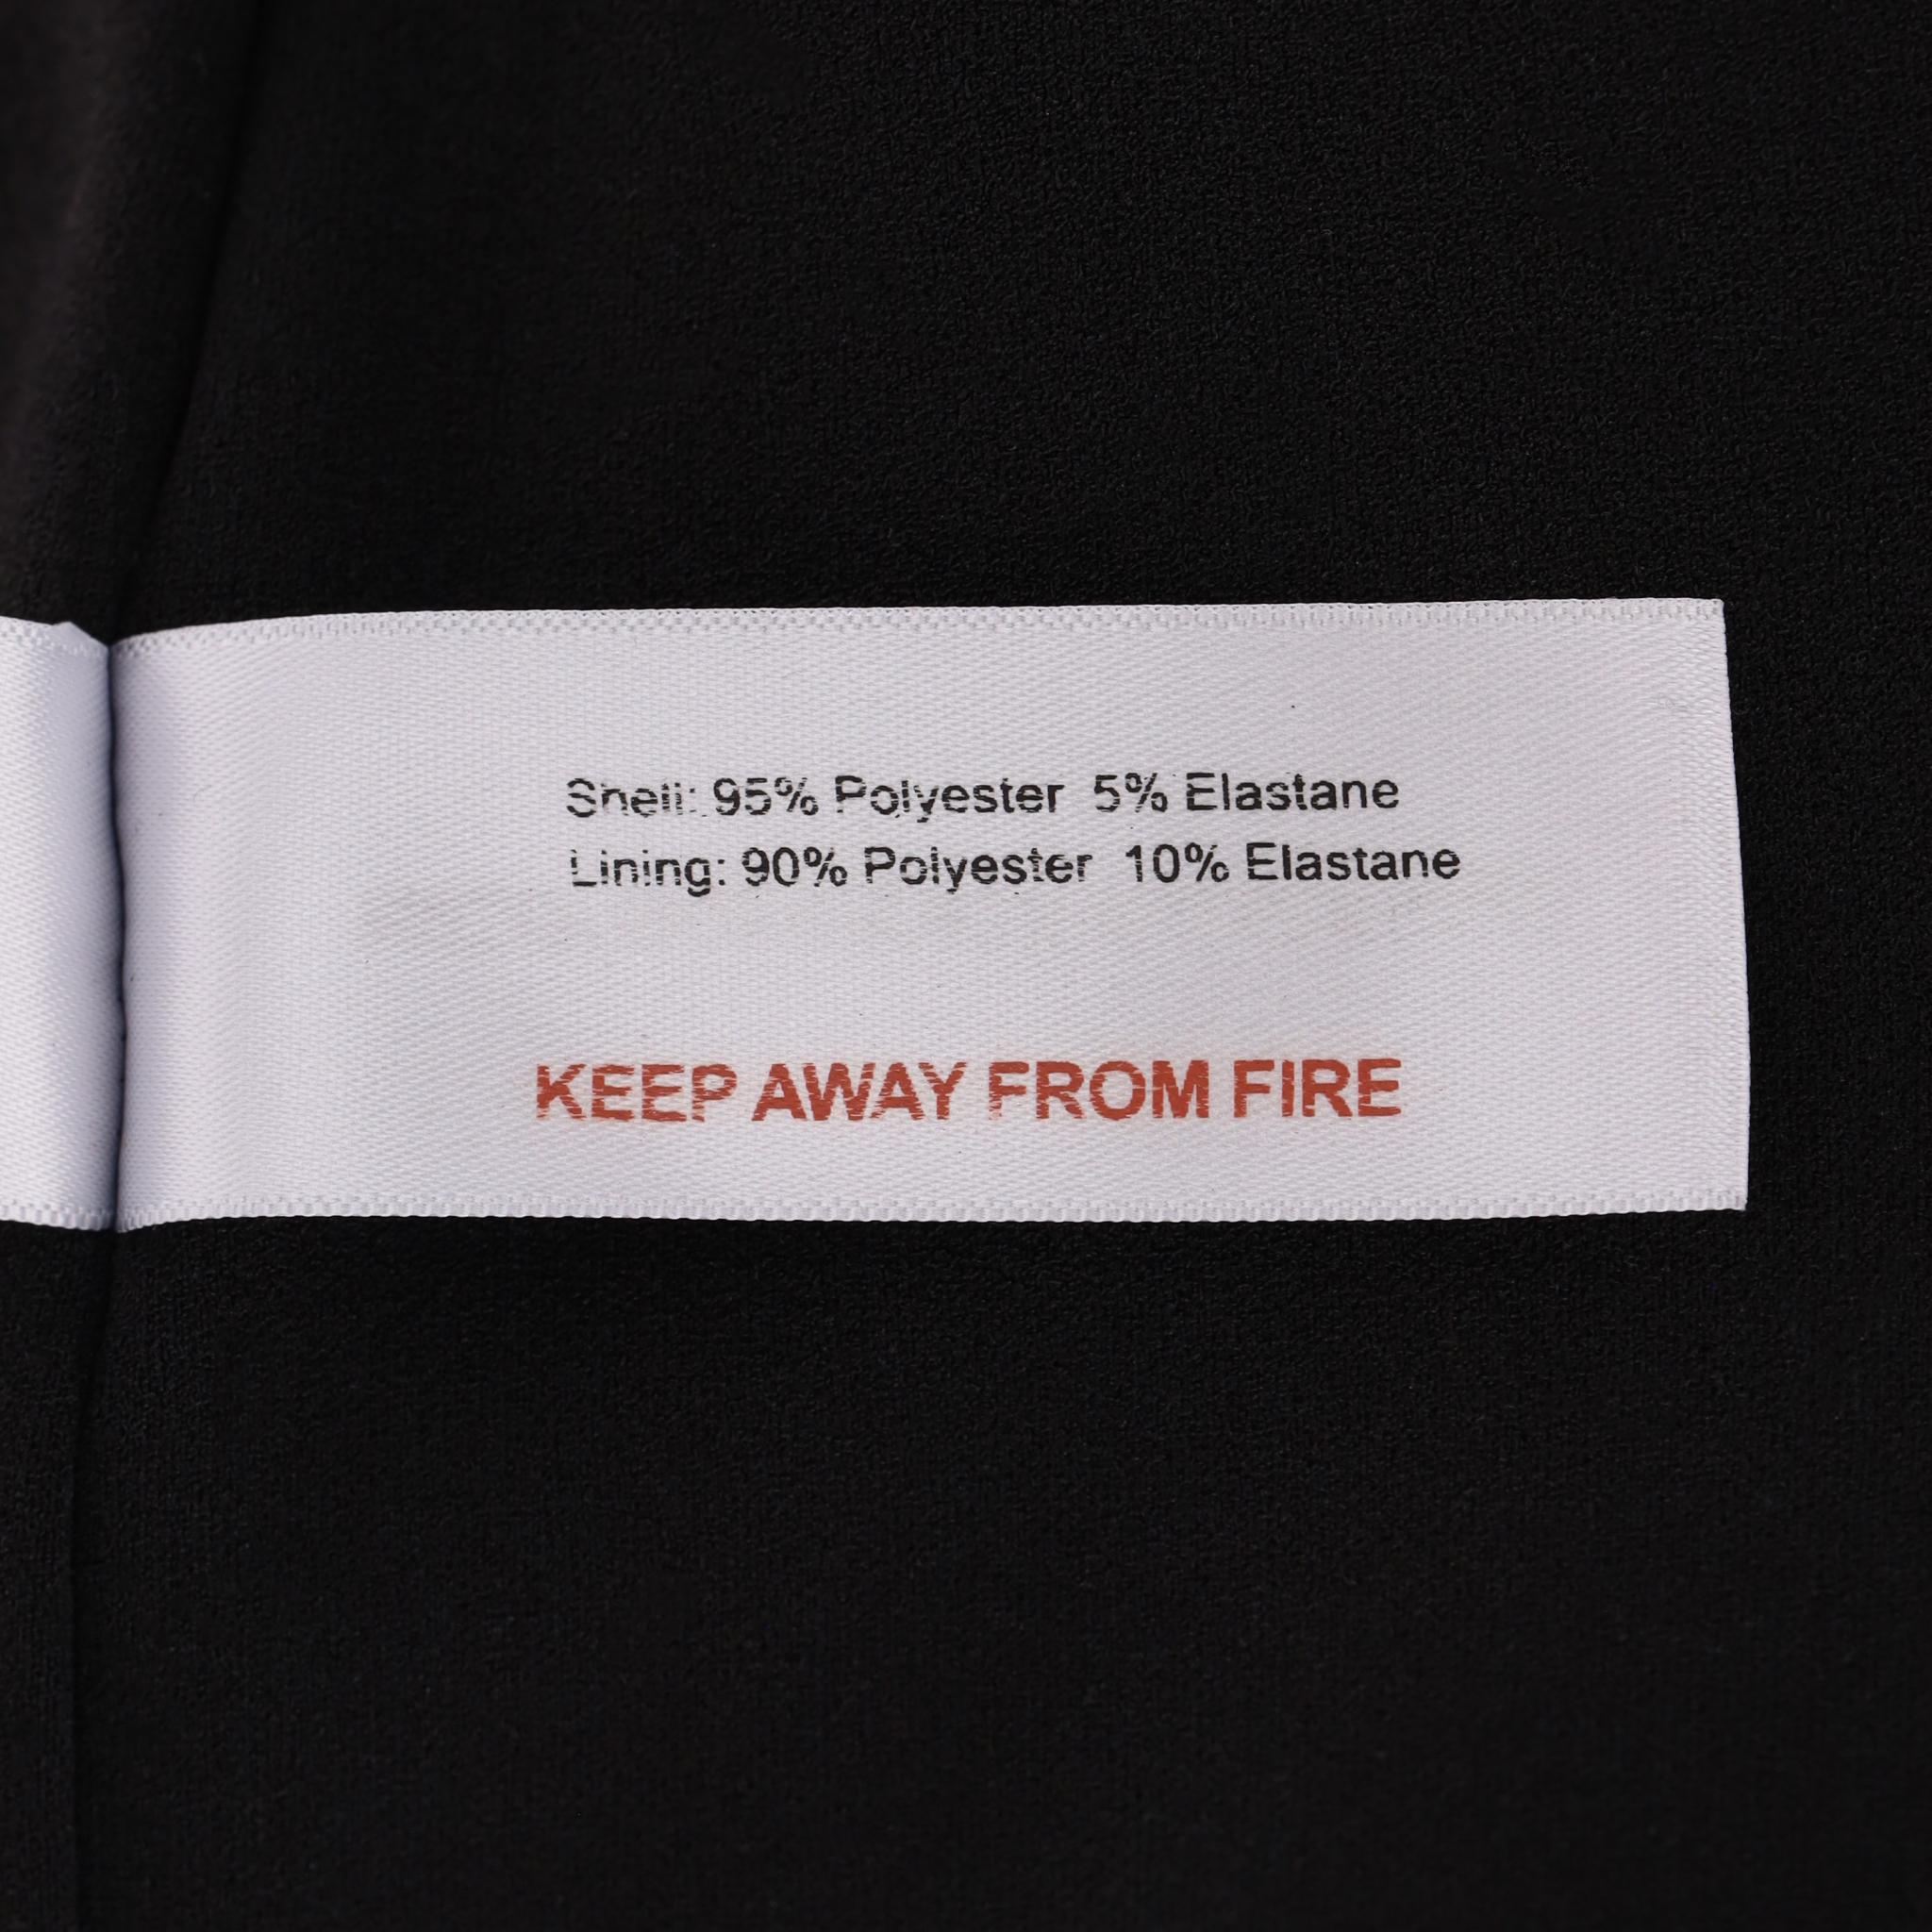 Shell: 95% Polyester 5% Elastane
Lining: 90% Polyester 10% Elastane
KEEP AWAY FROM FIRE